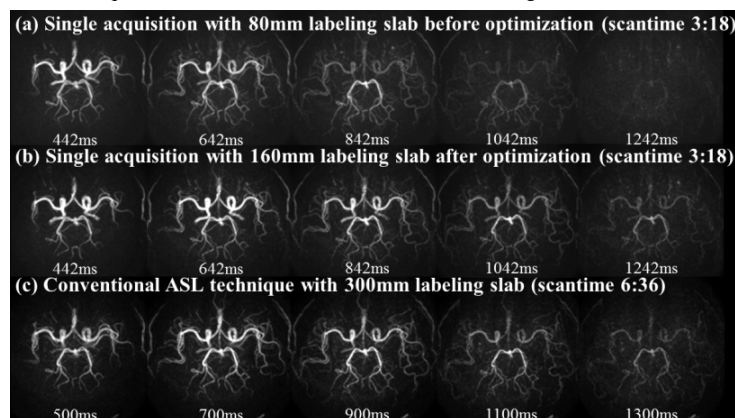 (a) Single acquisition with 80mm labeling slab before optimization (scantime 3:18)
442ms 642ms 842ms 1042ms 1242ms
(b) Single acquisition with 160mm labeling slab after optimization (scantime 3:18)
442ms 642ms 842ms 1042ms 1242ms
(c) Conventional ASL technique with 300mm labeling slab (scantime 6:36)
500ms 700ms 900ms 1100ms 1300ms